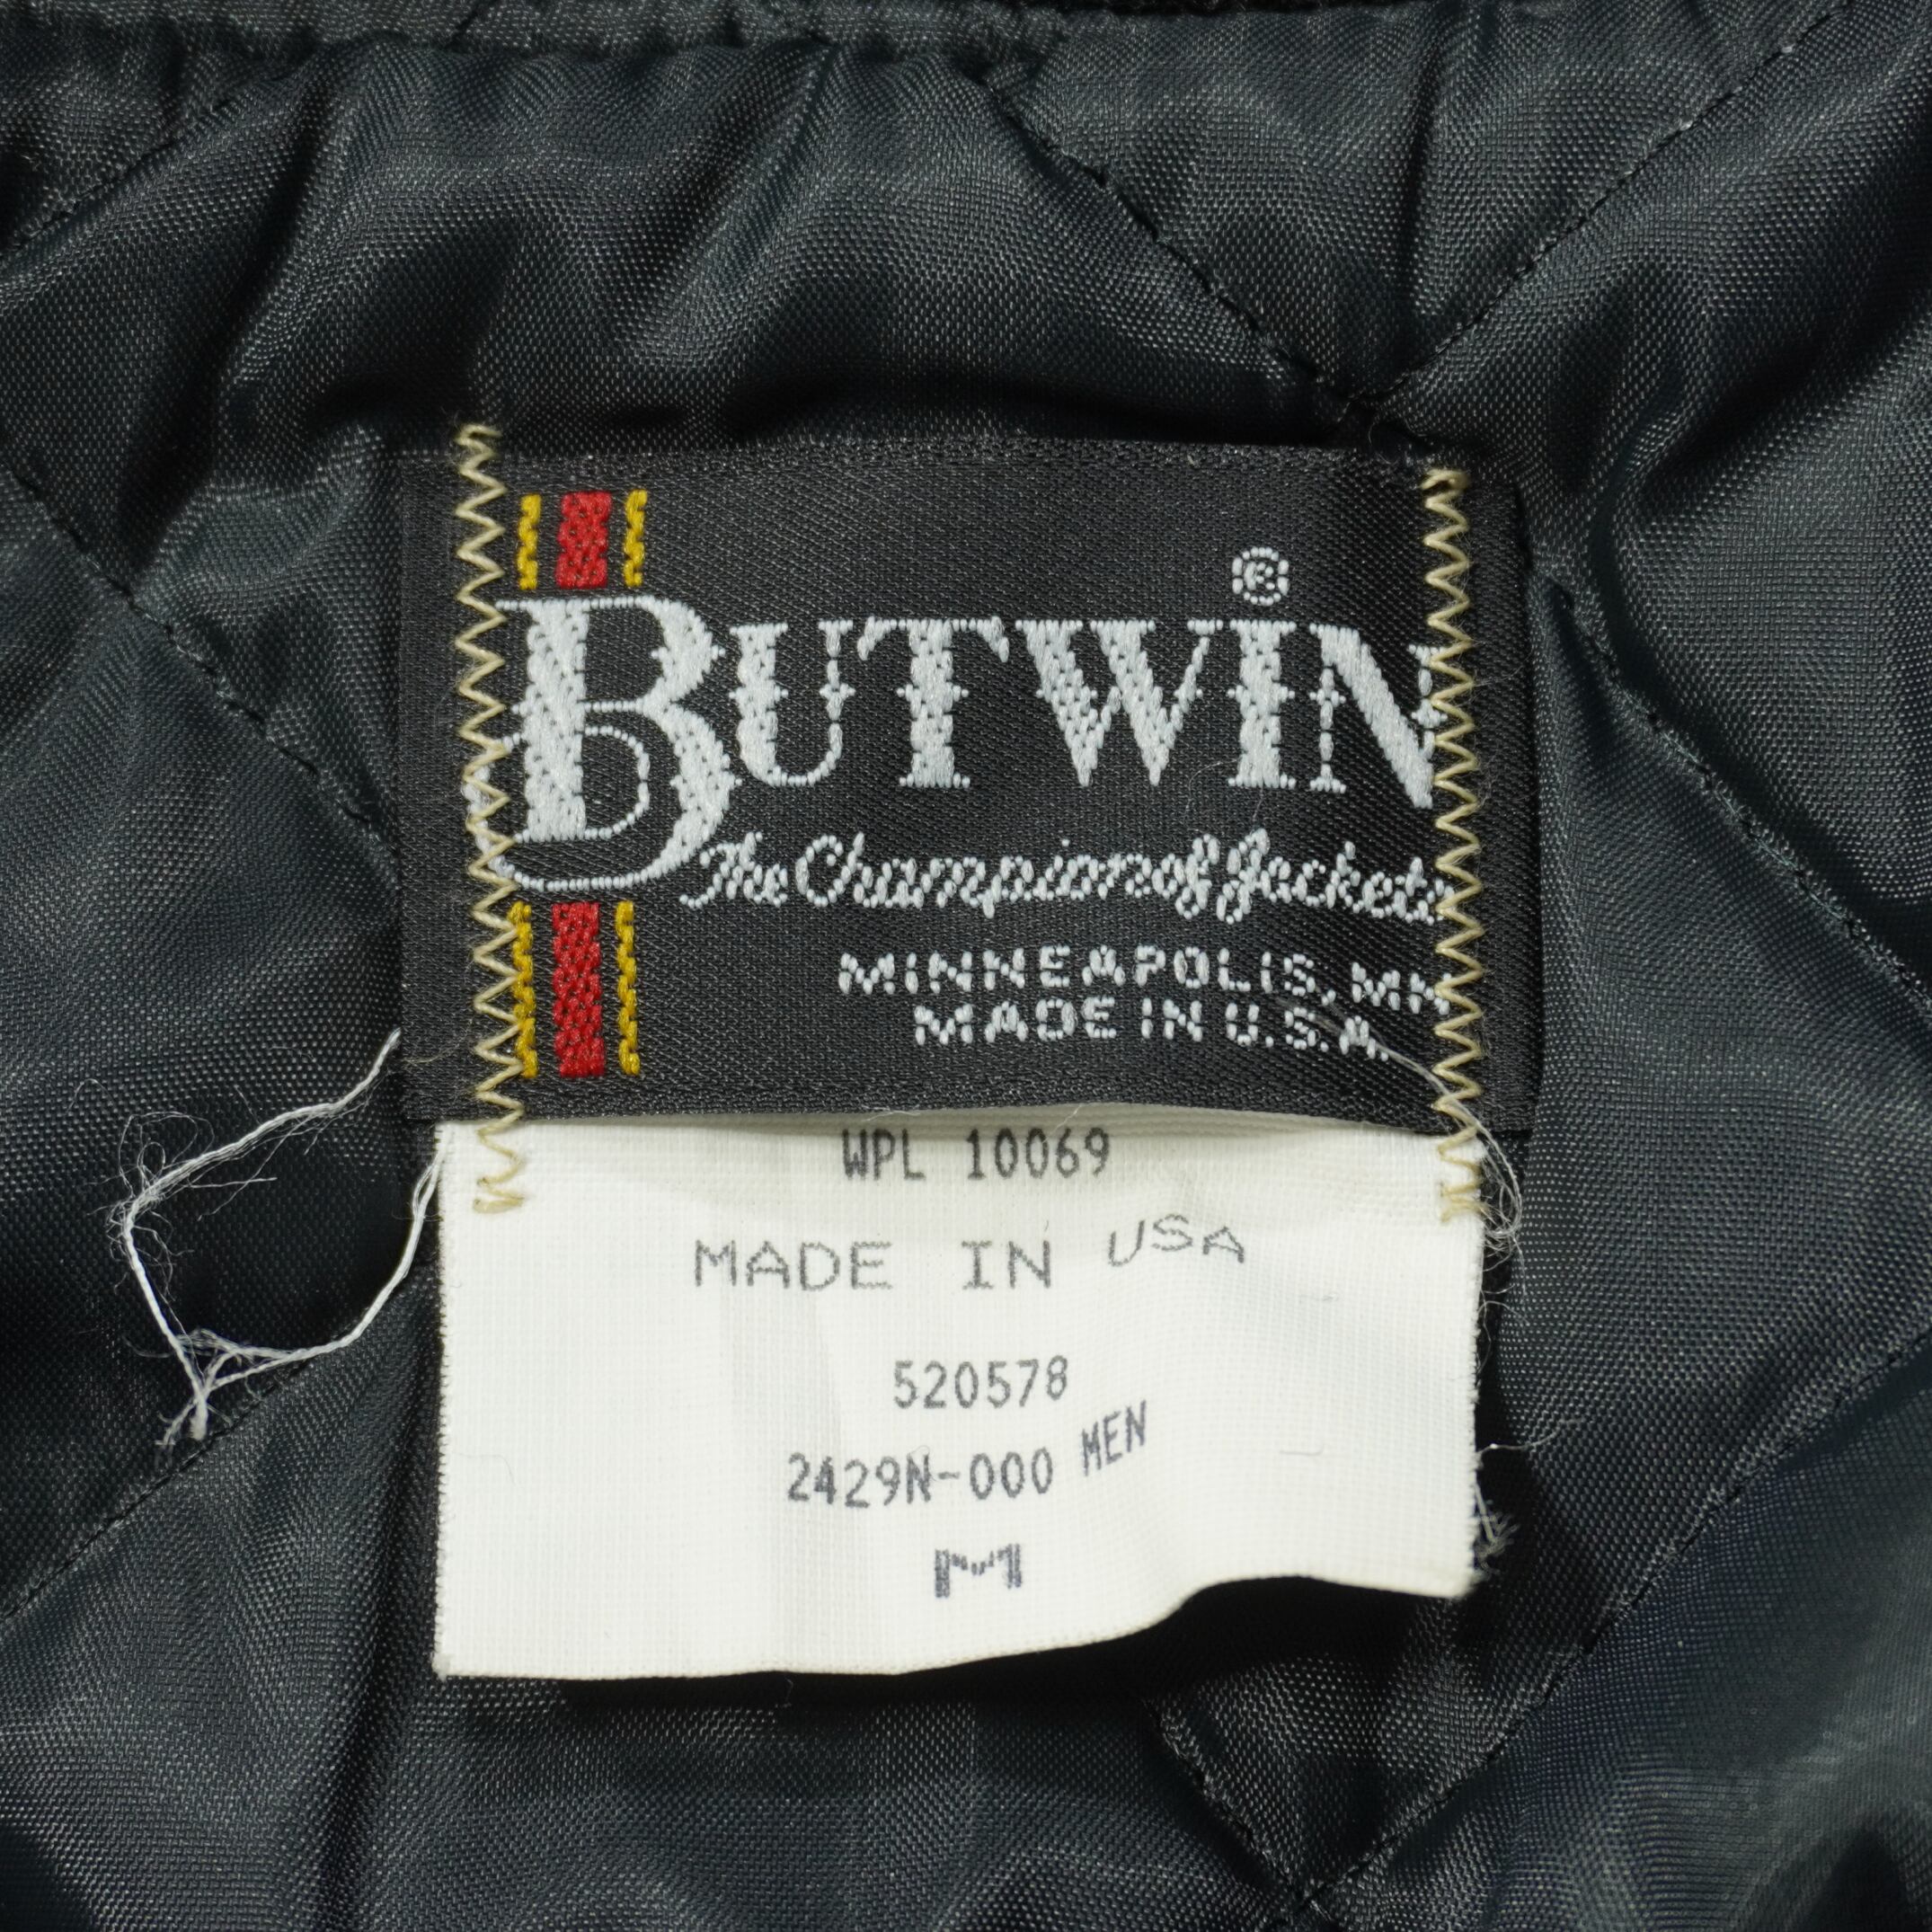 BUTWIN®
The Champion of Jackets
MINNEAPOLIS, MN
MADE IN U.S.A.
WPL 10069
MADE IN USA
520578
2429N-000 MEN
M